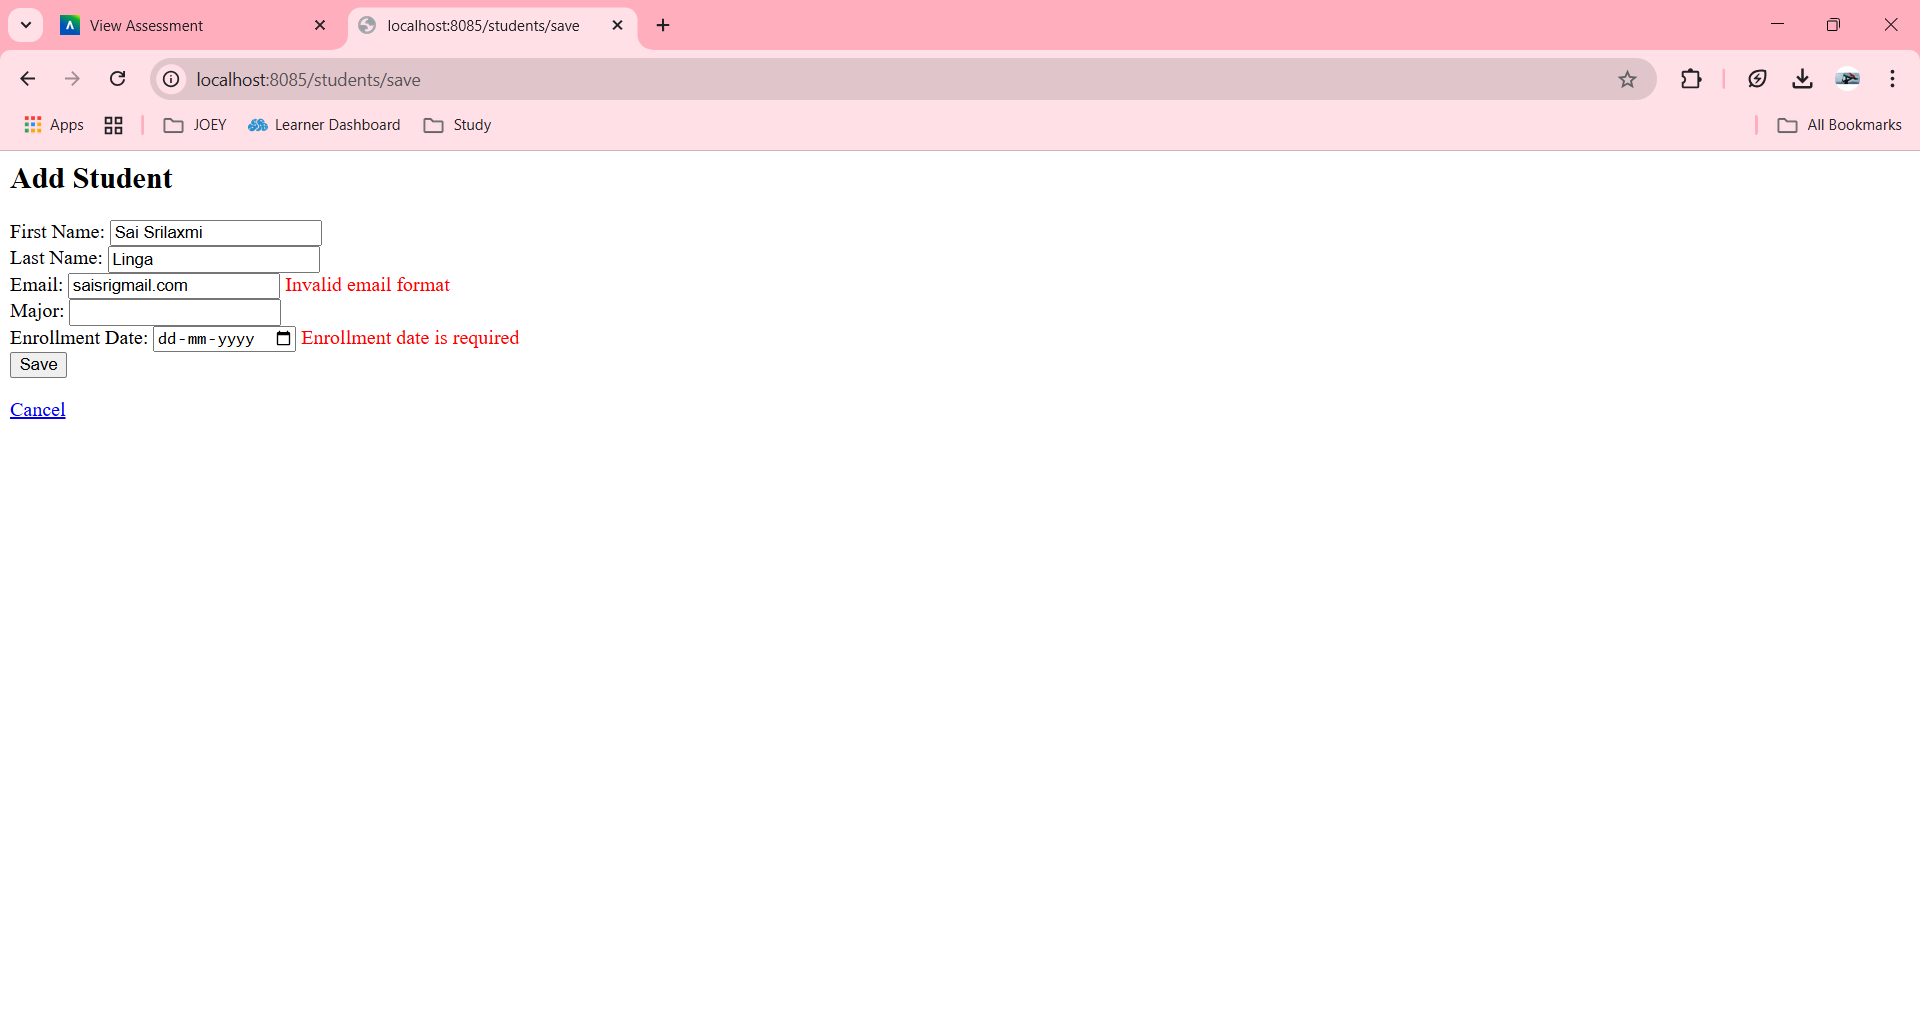 View Assessment
localhost:8085/students/save
localhost:8085/students/save
Apps
JOEY
Learner Dashboard
Study
All Bookmarks
Add Student
First Name: Sai Srilaxmi
Last Name: Linga
Email: saisrigmail.com Invalid email format
Major:
Enrollment Date: dd-mm-yyyy Enrollment date is required
Save
Cancel